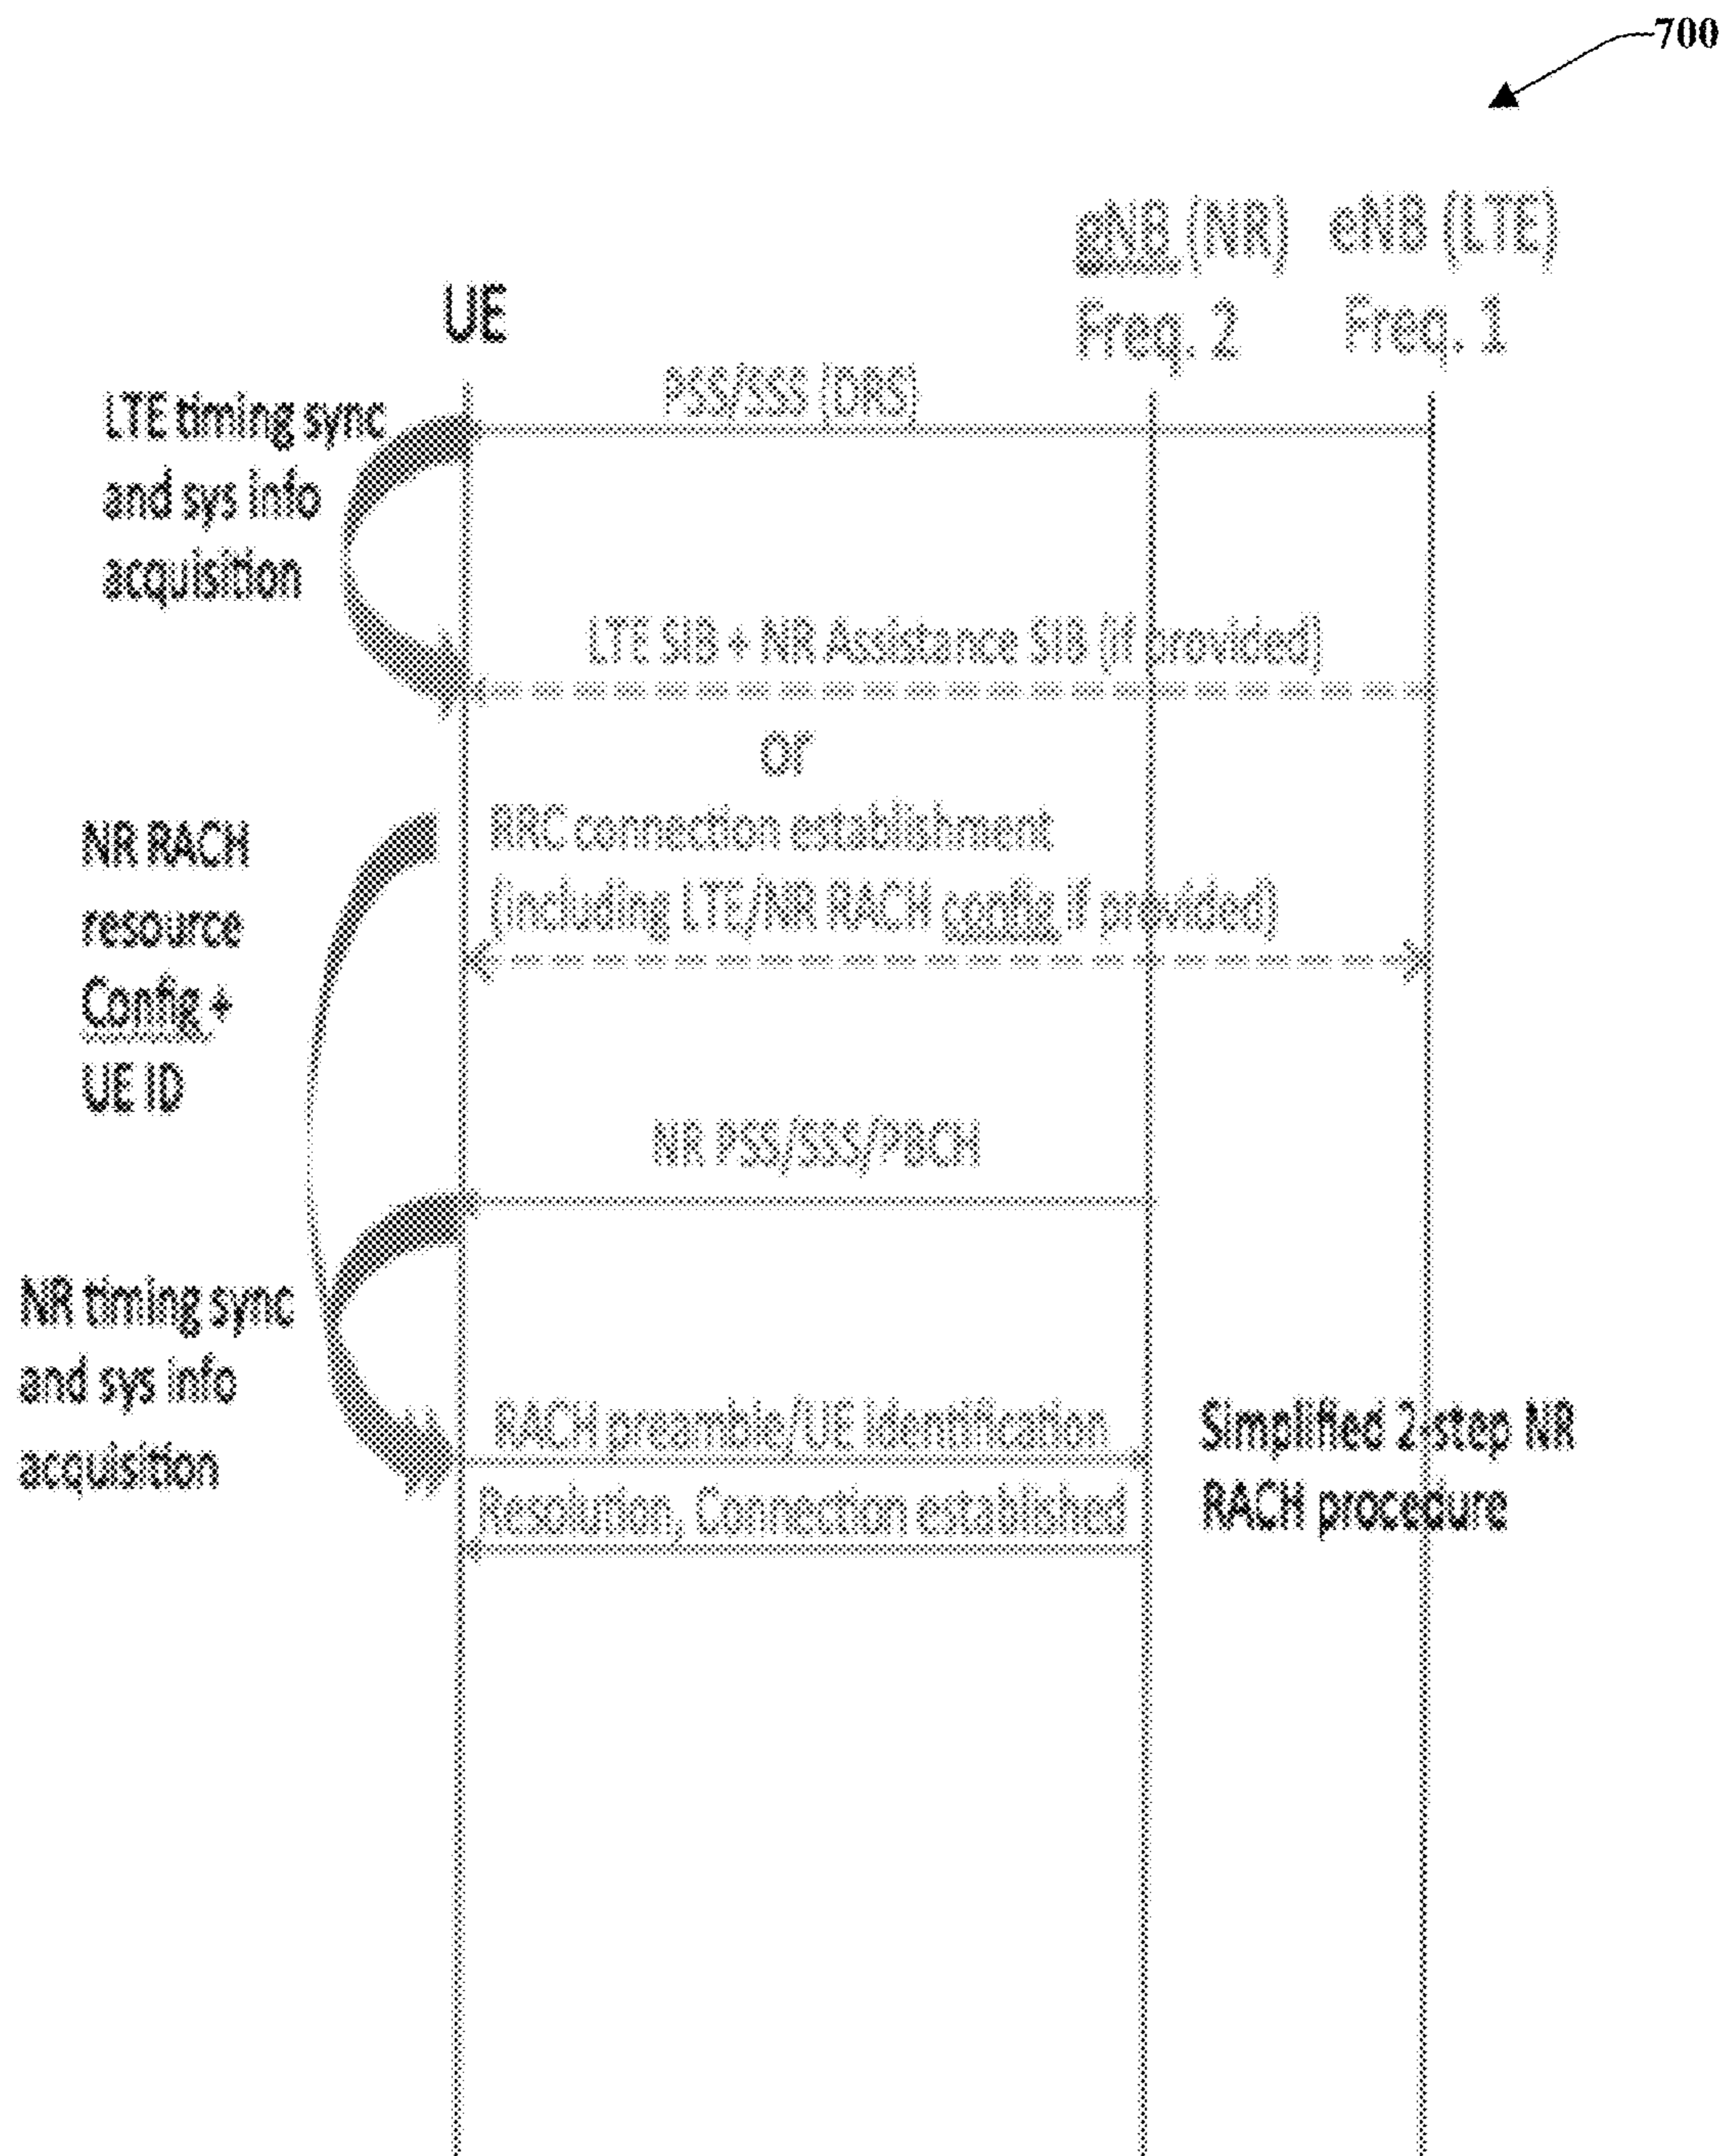 700
gNB (NR)
eNB (LTE)
UE
Freq. 2
Freq. 1
PSS/SSS (DRS)
LTE timing sync
and sys info
acquisition
LTE SIB + NR Assistance SIB (if provided)
or
RRC connection establishment
(including LTE/NR RACH config if provided)
NR RACH
resource
Config +
UE ID
NR PSS/SSS/PBCH
NR timing sync
and sys info
acquisition
RACH preamble/UE identification
Resolution, Connection established
Simplified 2-step NR
RACH procedure